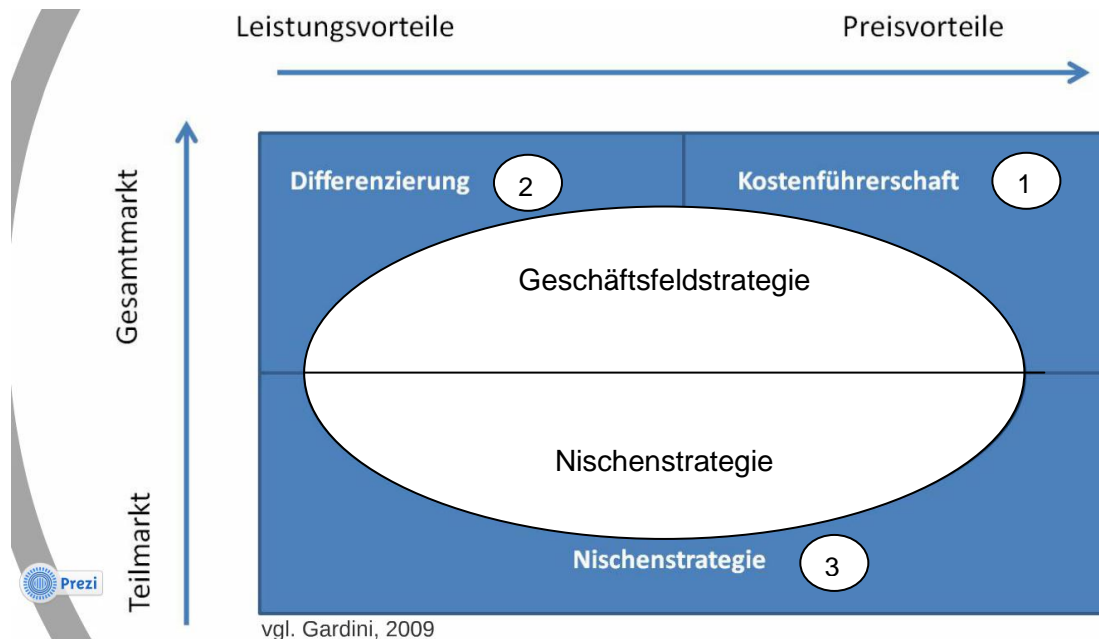 Leistungsvorteile Preisvorteile
Gesamtmarkt
Differenzierung 2 Kostenführerschaft 1
Geschäftsfeldstrategie
Nischenstrategie
Teilmarkt
Nischenstrategie 3
Prezi
vgl. Gardini, 2009